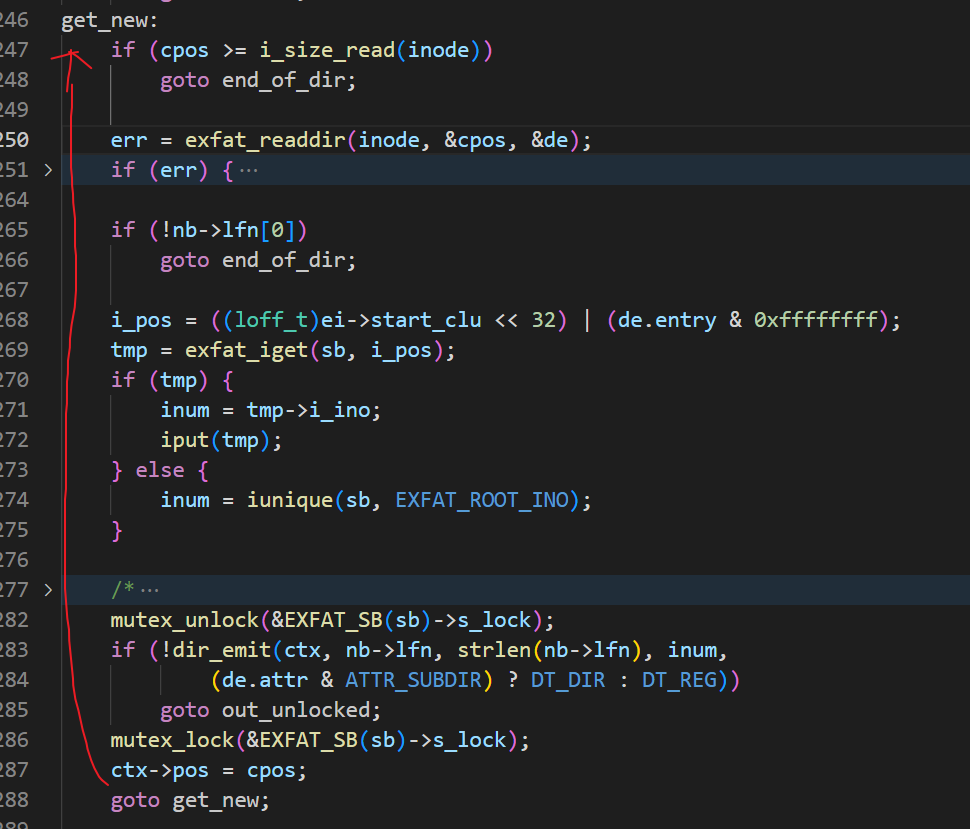 246 get_new:
247 if (cpos >= i_size_read(inode))
248 goto end_of_dir;
249
250 err = exfat_readdir(inode, &cpos, &de);
251 > if (err) { ···
264
265 if (!nb->lfn[0])
266 goto end_of_dir;
267
268 i_pos = ((loff_t)ei->start_clu << 32) | (de.entry & 0xffffffff);
269 tmp = exfat_iget(sb, i_pos);
270 if (tmp) {
271 inum = tmp->i_ino;
272 iput(tmp);
273 } else {
274 inum = iunique(sb, EXFAT_ROOT_INO);
275 }
276
277 > /* ···
282 mutex_unlock(&EXFAT_SB(sb)->s_lock);
283 if (!dir_emit(ctx, nb->lfn, strlen(nb->lfn), inum,
284 (de.attr & ATTR_SUBDIR) ? DT_DIR : DT_REG))
285 goto out_unlocked;
286 mutex_lock(&EXFAT_SB(sb)->s_lock);
287 ctx->pos = cpos;
288 goto get_new;